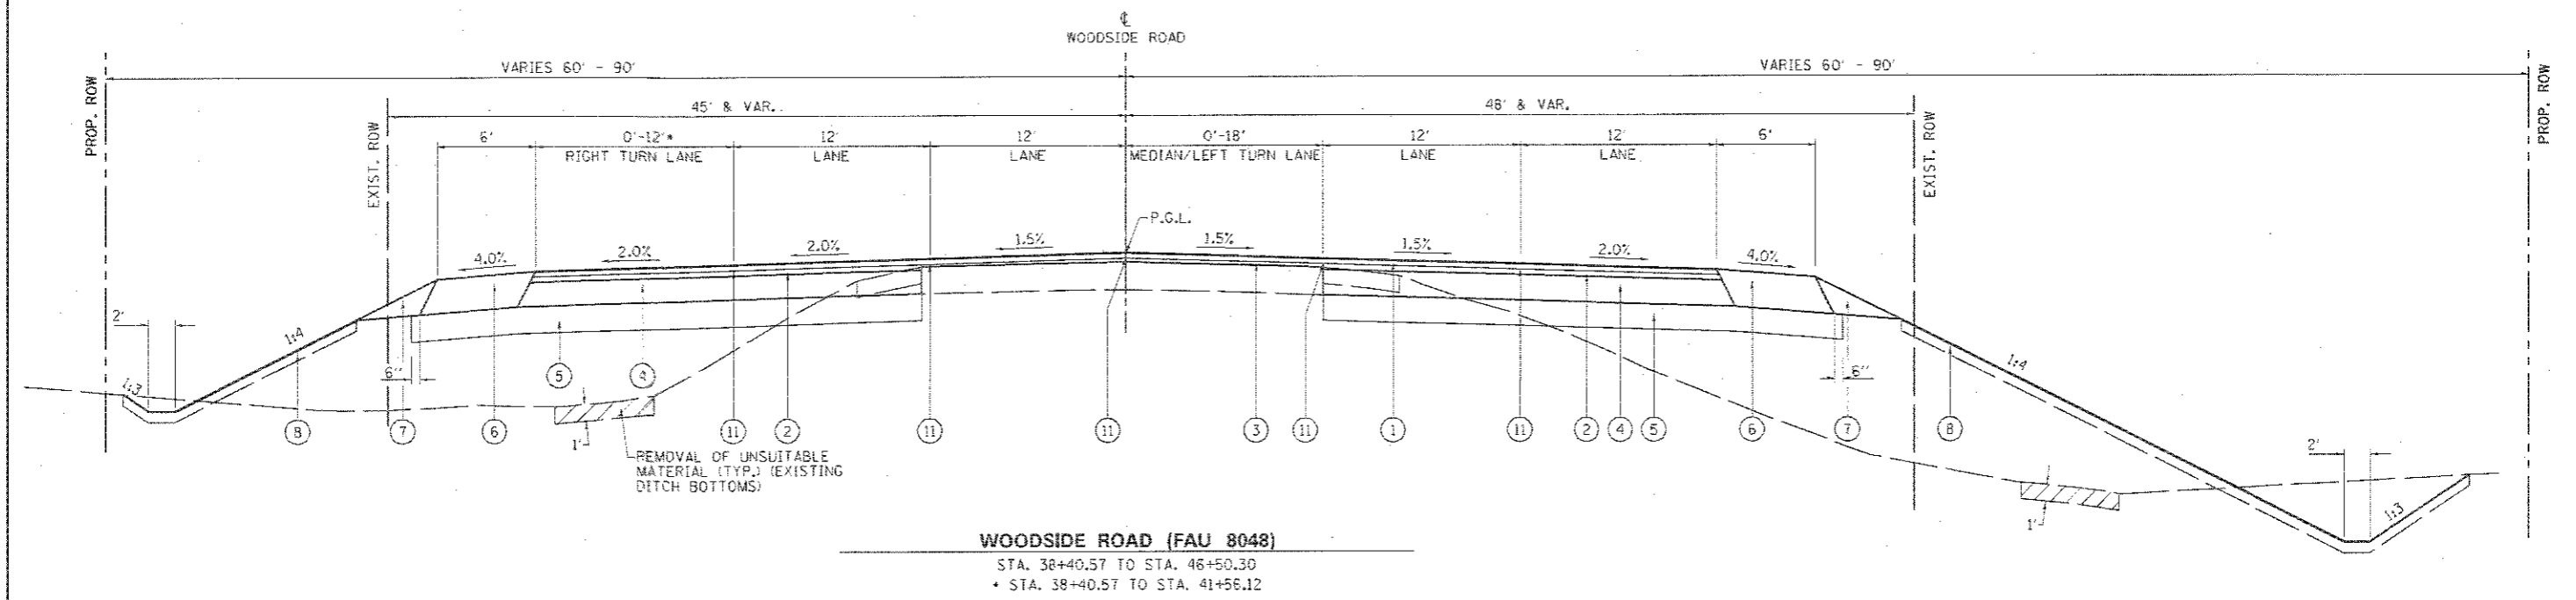 ℄
WOODSIDE ROAD
VARIES 60' - 90'
VARIES 60' - 90'
PROP. ROW
PROP. ROW
45' & VAR.
48' & VAR.
EXIST. ROW
EXIST. ROW
6'
0'-12'*
12'
12'
0'-18'
12'
12'
6'
RIGHT TURN LANE
LANE
LANE
MEDIAN/LEFT TURN LANE
LANE
LANE
P.G.L.
4.0%
2.0%
2.0%
1.5%
1.5%
1.5%
2.0%
4.0%
2'
1:4
1:3
6"
6"
1:4
2'
1:3
5
4
8
7
6
11
2
11
11
3
11
1
11
2
4
5
6
7
8
1'
1'
REMOVAL OF UNSUITABLE
MATERIAL (TYP.) (EXISTING
DITCH BOTTOMS)
WOODSIDE ROAD (FAU 8048)
STA. 38+40.57 TO STA. 46+50.30
* STA. 38+40.57 TO STA. 41+56.12